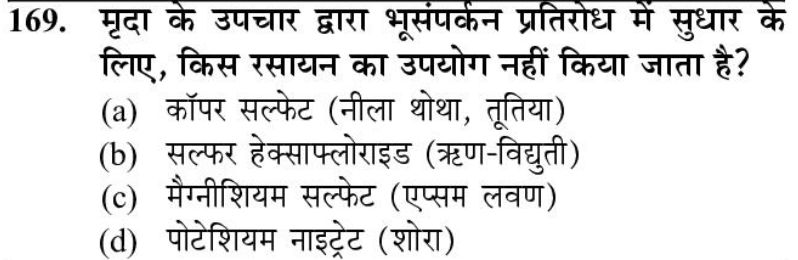 169. मृदा के उपचार द्वारा भूसंपर्कन प्रतिरोध में सुधार के
लिए, किस रसायन का उपयोग नहीं किया जाता है?
(a) कॉपर सल्फेट (नीला थोथा, तूतिया)
(b) सल्फर हेक्साफ्लोराइड (ऋण-विद्युती)
(c) मैग्नीशियम सल्फेट (एप्सम लवण)
(d) पोटेशियम नाइट्रेट (शोरा)